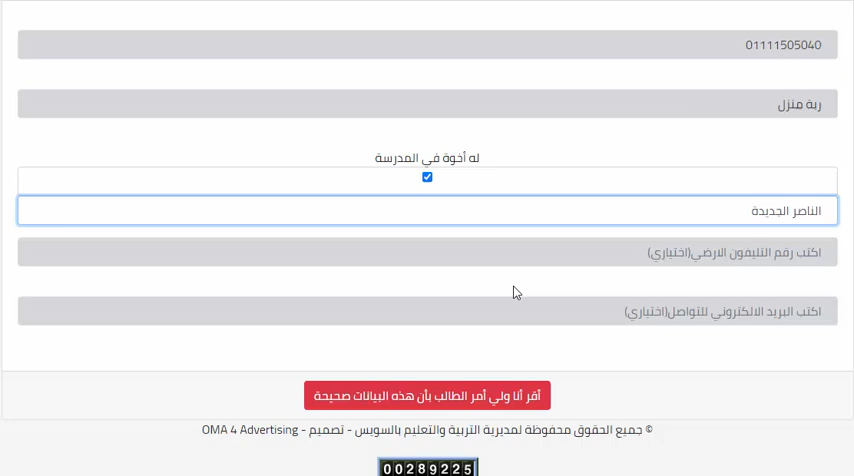 01111505040
ربة منزل
له أخوة في المدرسة
الناصر الجديدة
اكتب رقم التليفون الارضي(اختياري)
اكتب البريد الالكتروني للتواصل(اختياري)
أقر أنا ولي أمر الطالب بأن هذه البيانات صحيحة
© جميع الحقوق محفوظة لمديرية التربية والتعليم بالسويس - تصميم - OMA 4 Advertising
00289225